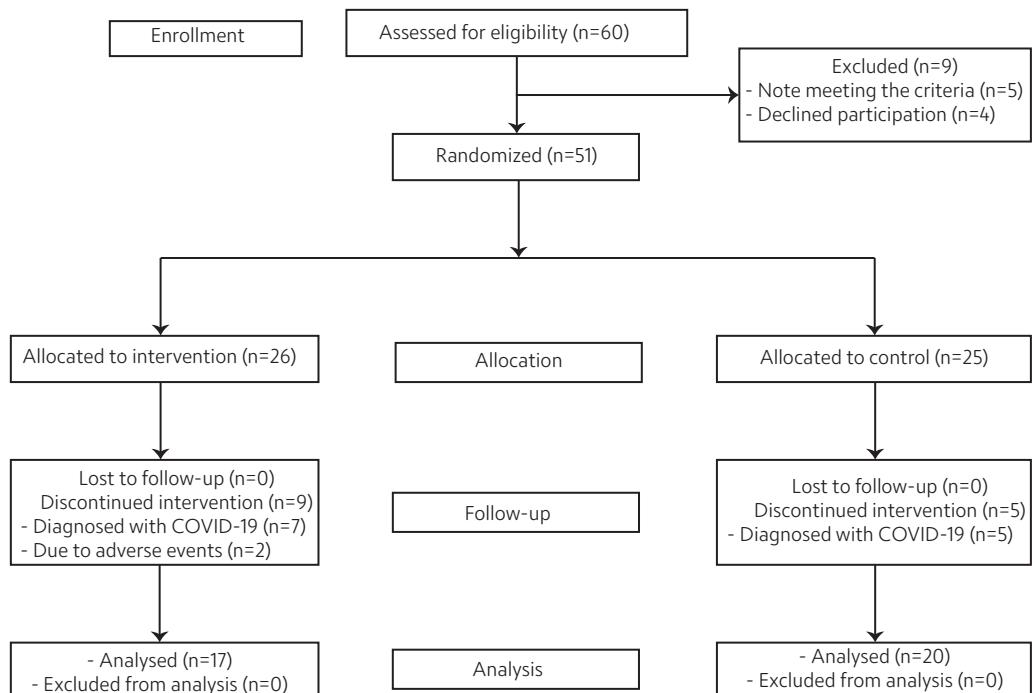 Enrollment
Assessed for eligibility (n=60)
Excluded (n=9)
- Note meeting the criteria (n=5)
- Declined participation (n=4)
Randomized (n=51)
Allocated to intervention (n=26)
Allocation
Allocated to control (n=25)
Lost to follow-up (n=0)
Discontinued intervention (n=9)
- Diagnosed with COVID-19 (n=7)
- Due to adverse events (n=2)
Follow-up
Lost to follow-up (n=0)
Discontinued intervention (n=5)
- Diagnosed with COVID-19 (n=5)
- Analysed (n=17)
- Excluded from analysis (n=0)
Analysis
- Analysed (n=20)
- Excluded from analysis (n=0)